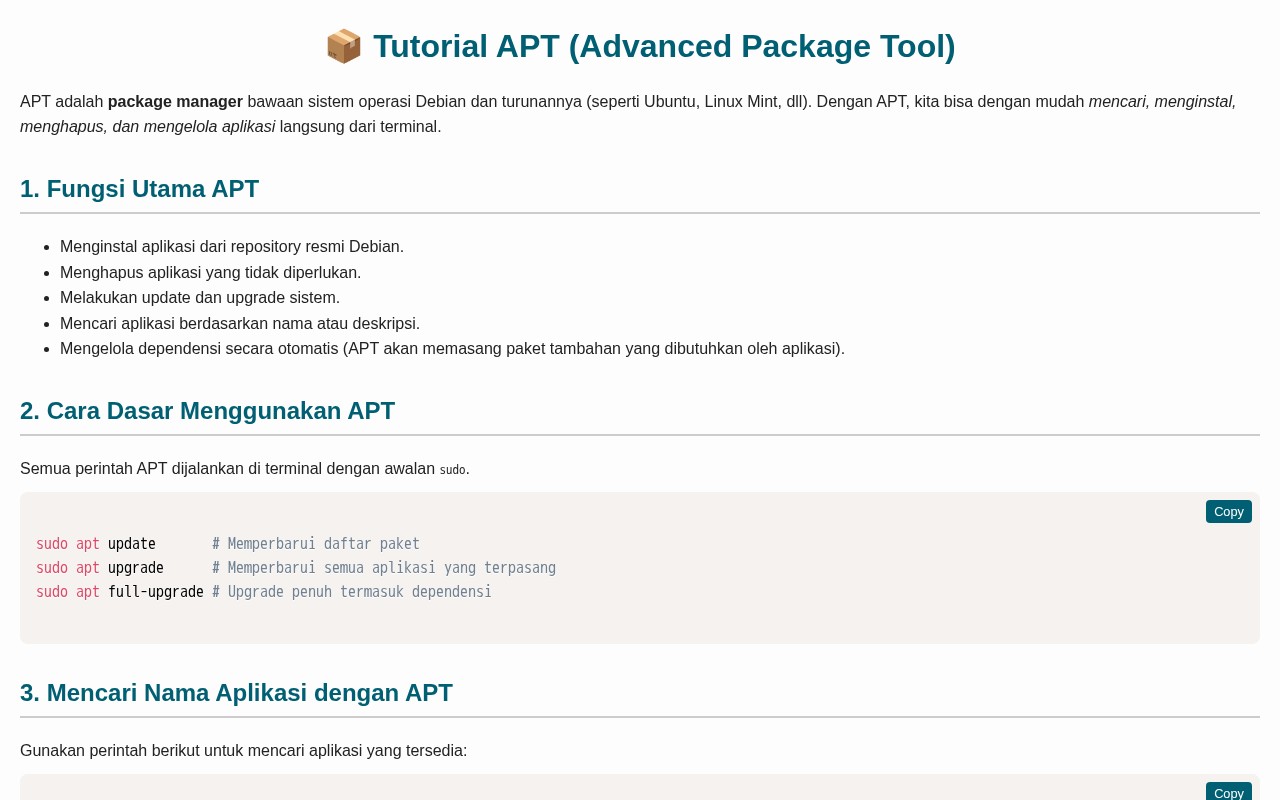 📦 Tutorial APT (Advanced Package Tool)
APT adalah package manager bawaan sistem operasi Debian dan turunannya (seperti Ubuntu, Linux Mint, dll). Dengan APT, kita bisa dengan mudah mencari, menginstal,
menghapus, dan mengelola aplikasi langsung dari terminal.
1. Fungsi Utama APT
• Menginstal aplikasi dari repository resmi Debian.
• Menghapus aplikasi yang tidak diperlukan.
• Melakukan update dan upgrade sistem.
• Mencari aplikasi berdasarkan nama atau deskripsi.
• Mengelola dependensi secara otomatis (APT akan memasang paket tambahan yang dibutuhkan oleh aplikasi).
2. Cara Dasar Menggunakan APT
Semua perintah APT dijalankan di terminal dengan awalan sudo.
Copy
sudo apt update       # Memperbarui daftar paket
sudo apt upgrade      # Memperbarui semua aplikasi yang terpasang
sudo apt full-upgrade # Upgrade penuh termasuk dependensi
3. Mencari Nama Aplikasi dengan APT
Gunakan perintah berikut untuk mencari aplikasi yang tersedia:
Copy